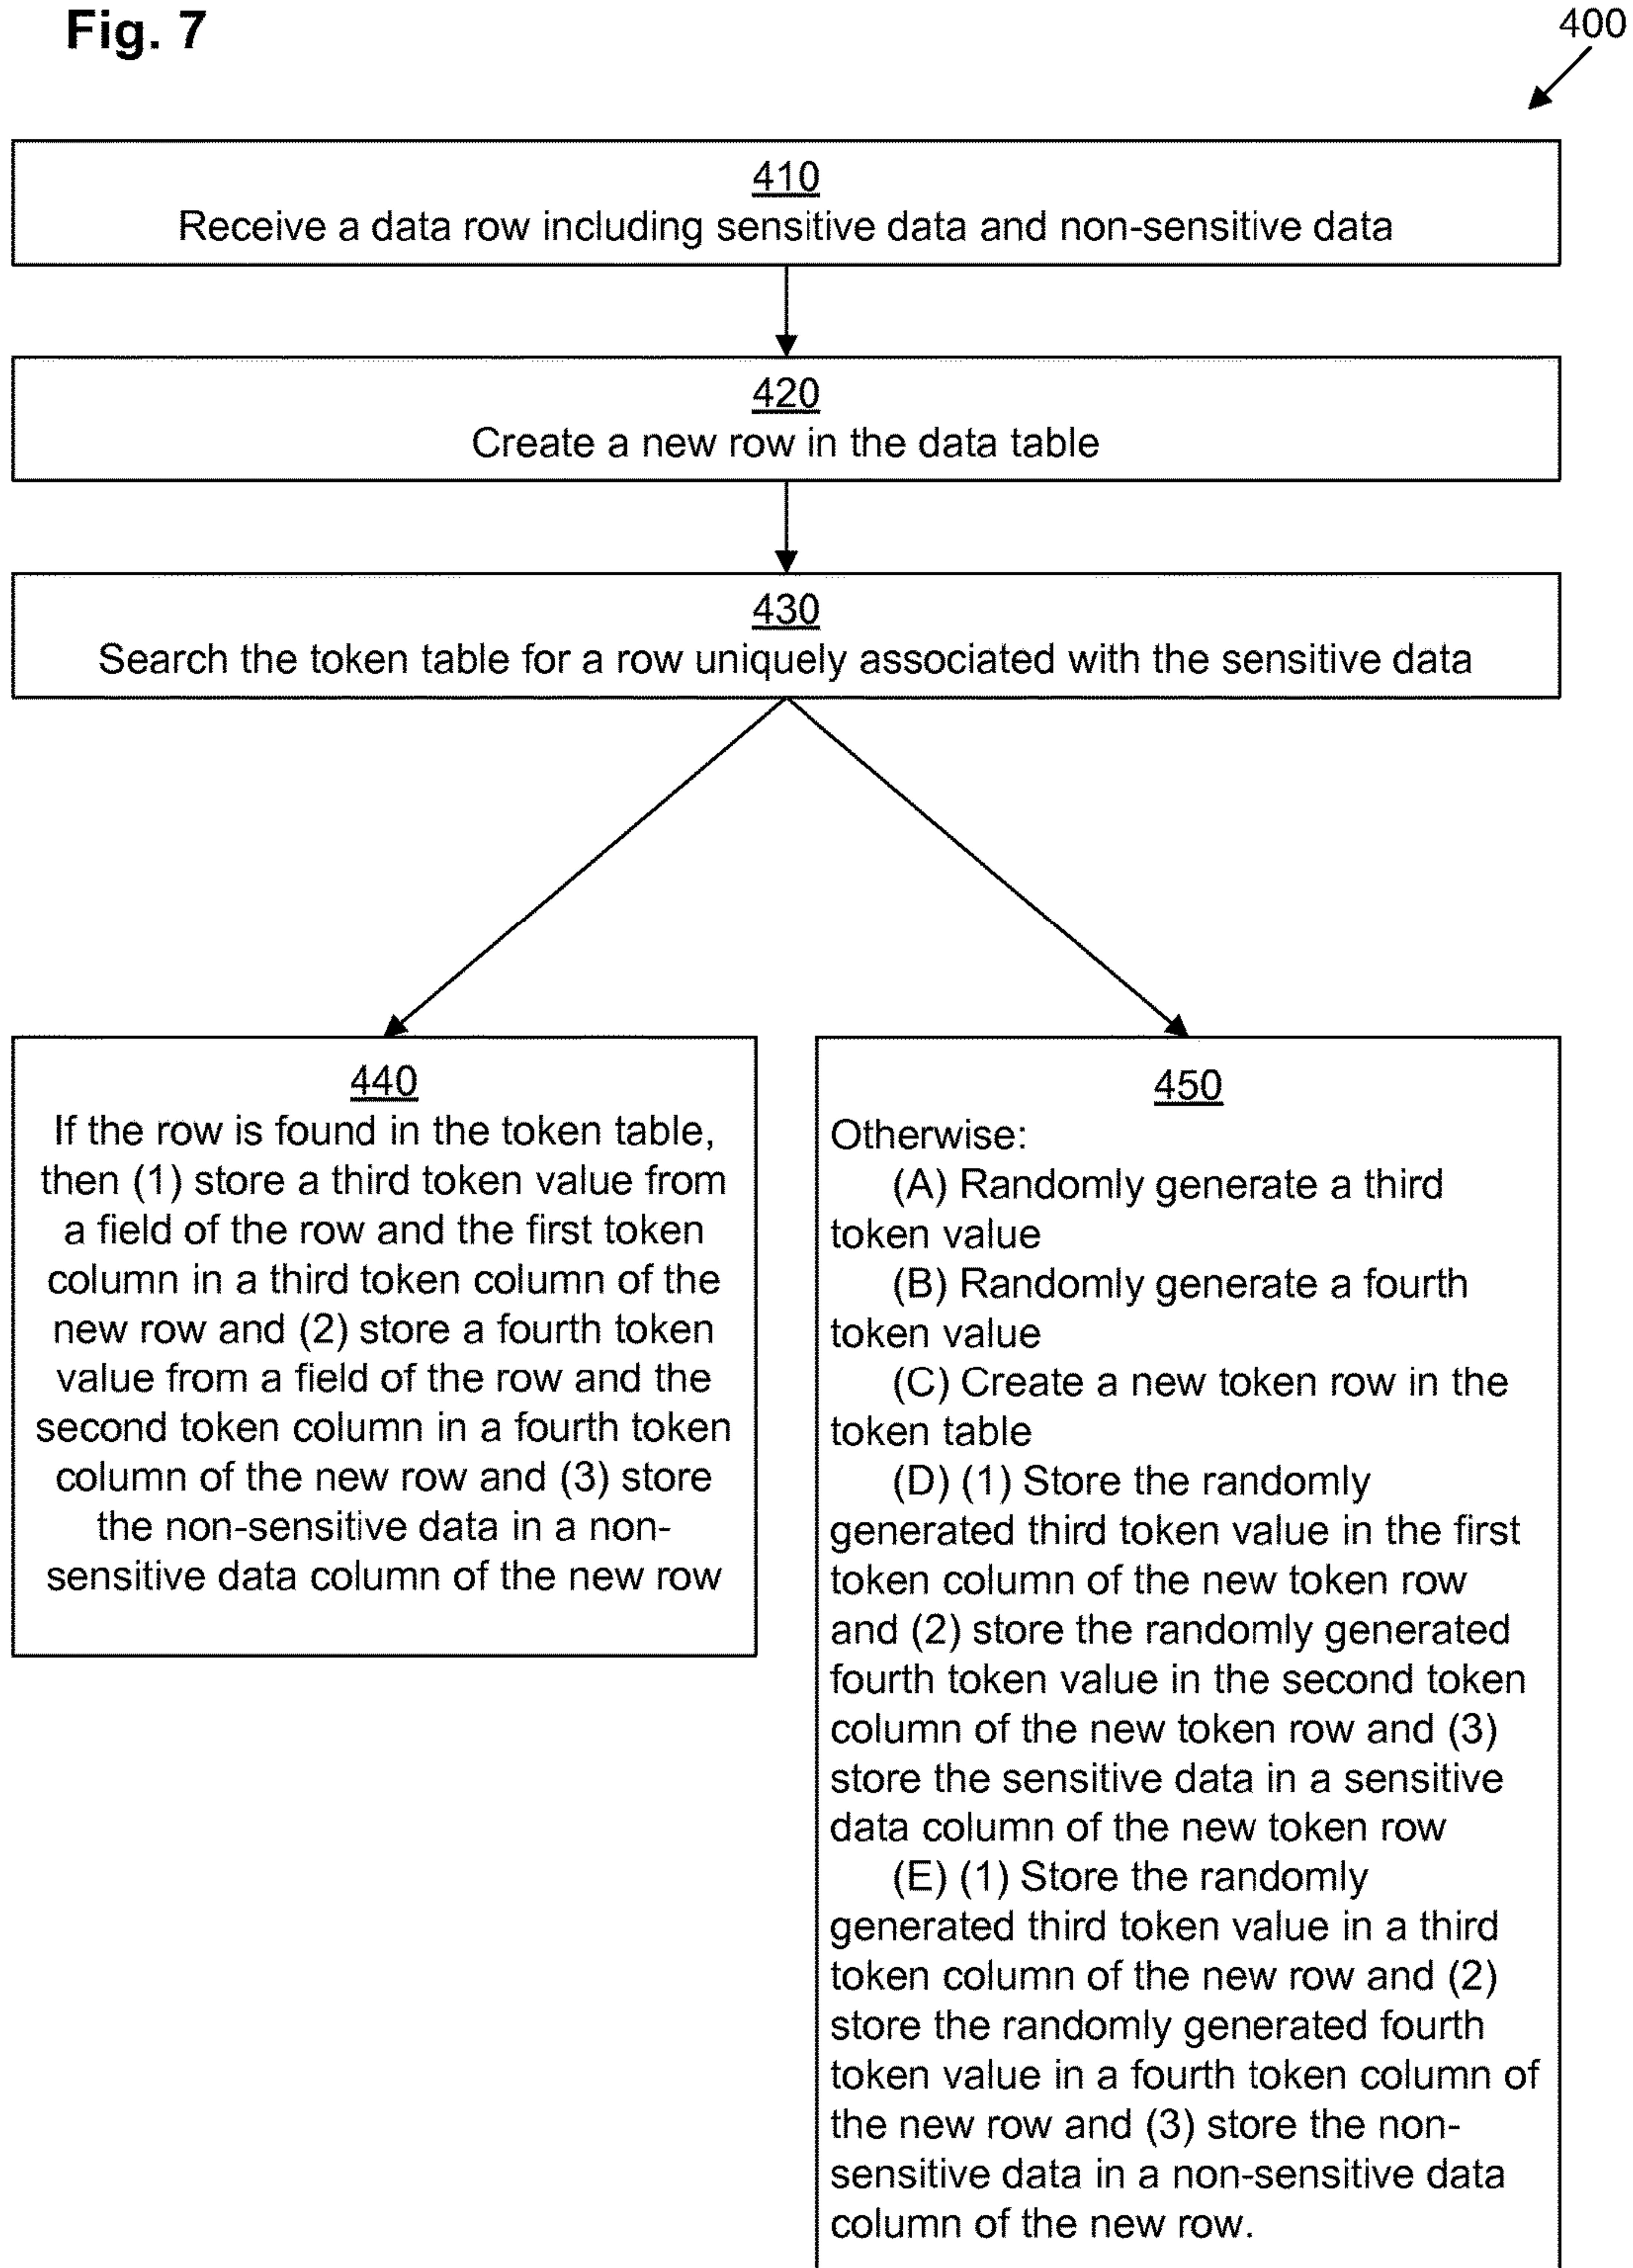 Fig. 7
400
410
Receive a data row including sensitive data and non-sensitive data
420
Create a new row in the data table
430
Search the token table for a row uniquely associated with the sensitive data
440
If the row is found in the token table,
then (1) store a third token value from
a field of the row and the first token
column in a third token column of the
new row and (2) store a fourth token
value from a field of the row and the
second token column in a fourth token
column of the new row and (3) store
the non-sensitive data in a non-
sensitive data column of the new row
450
Otherwise:
(A) Randomly generate a third
token value
(B) Randomly generate a fourth
token value
(C) Create a new token row in the
token table
(D) (1) Store the randomly
generated third token value in the first
token column of the new token row
and (2) store the randomly generated
fourth token value in the second token
column of the new token row and (3)
store the sensitive data in a sensitive
data column of the new token row
(E) (1) Store the randomly
generated third token value in a third
token column of the new row and (2)
store the randomly generated fourth
token value in a fourth token column of
the new row and (3) store the non-
sensitive data in a non-sensitive data
column of the new row.